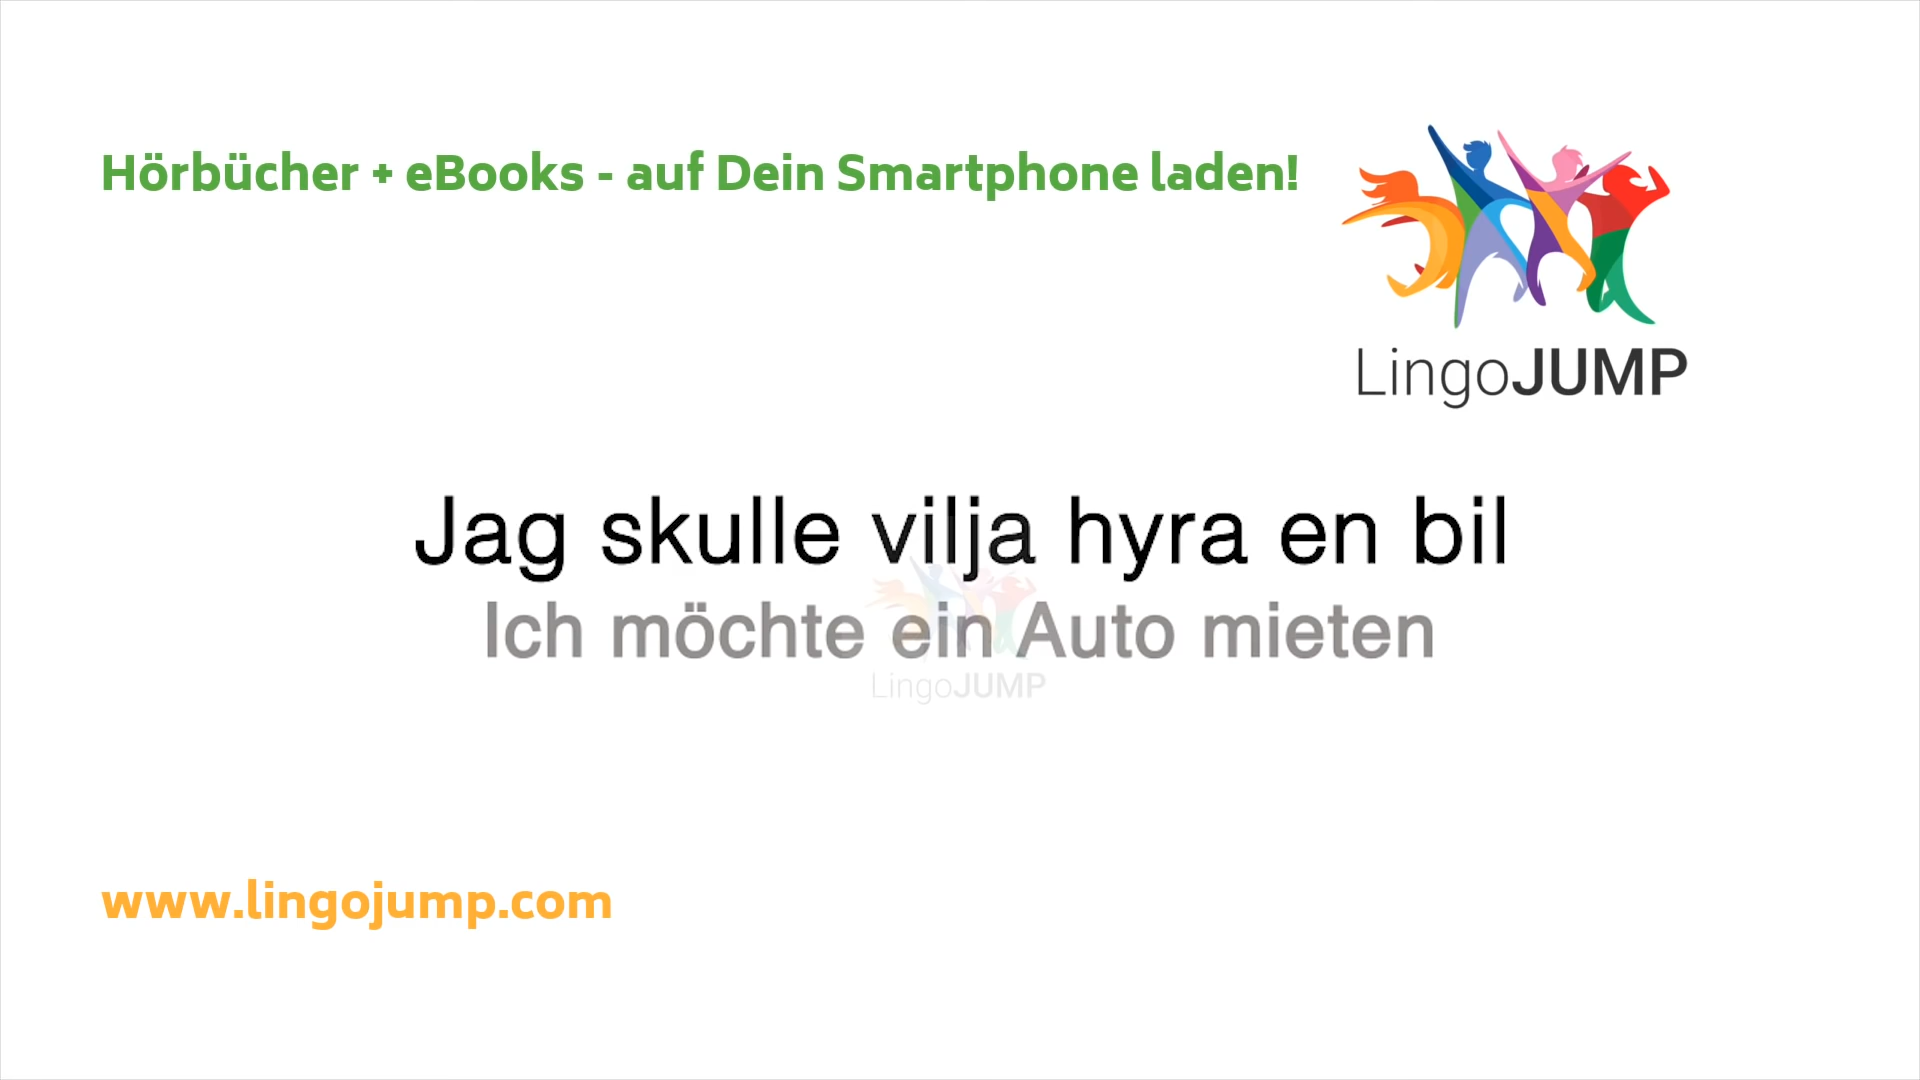 Hörbücher + eBooks - auf Dein Smartphone laden!
LingoJUMP
Jag skulle vilja hyra en bil
Ich möchte ein Auto mieten
LingoJUMP
www.lingojump.com